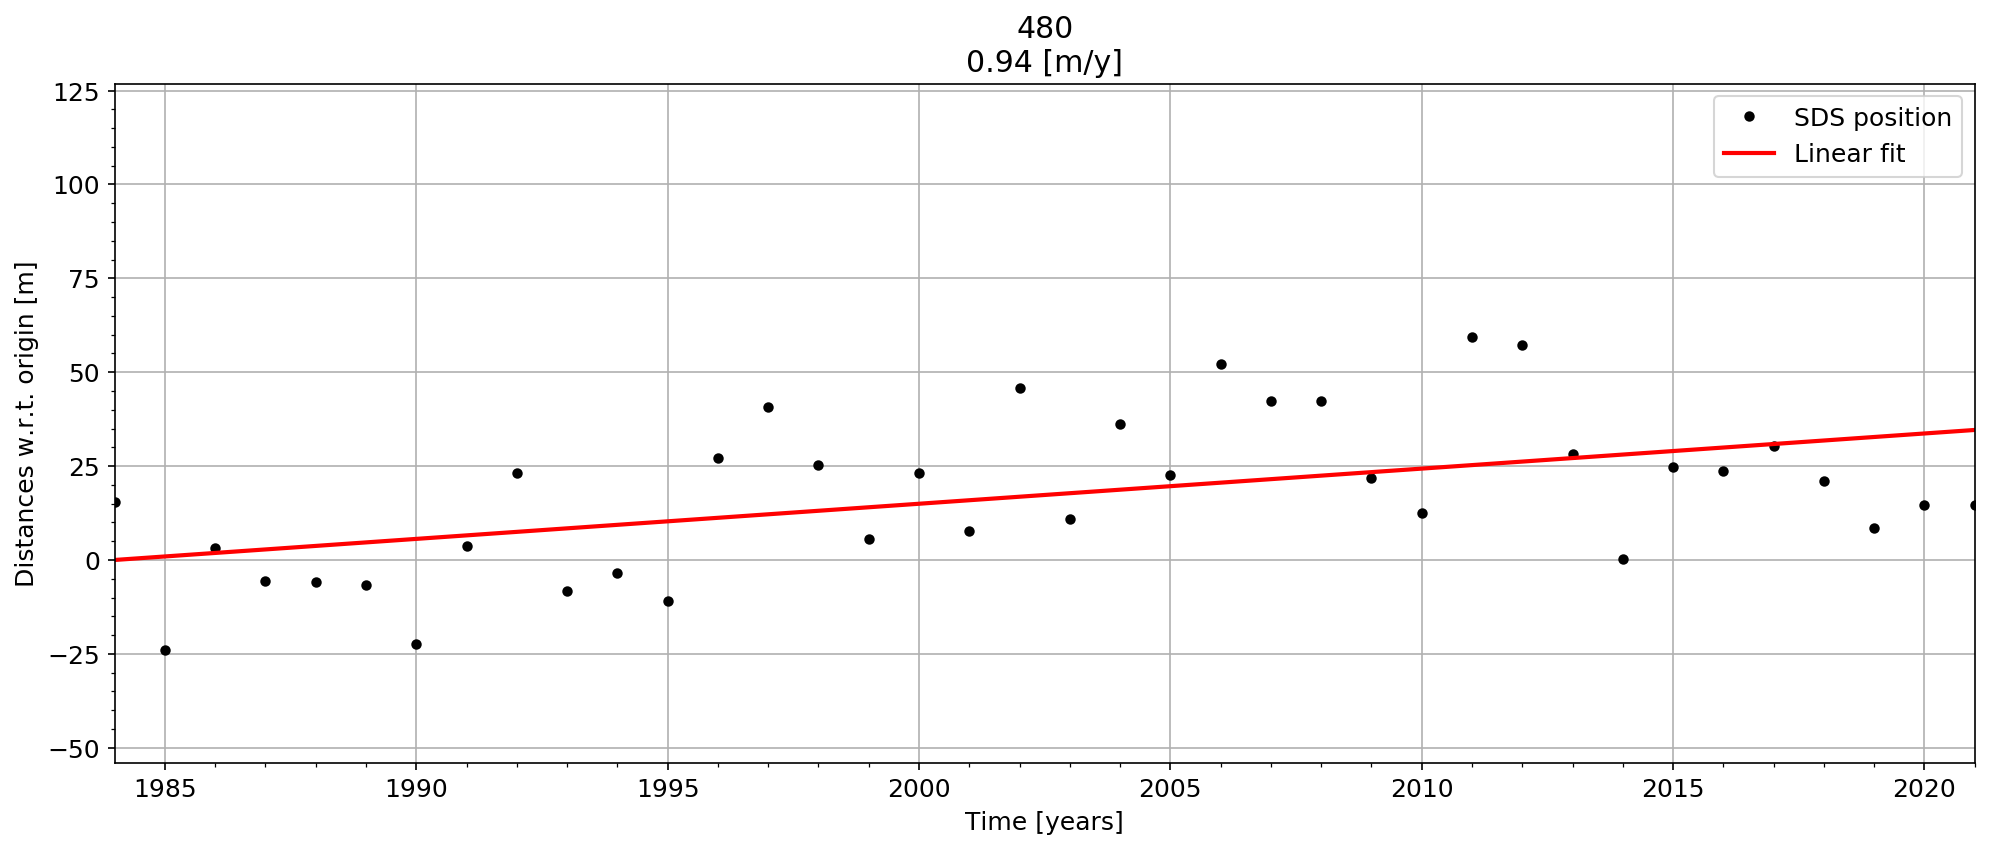 480
0.94 [m/y]
125
100
75
50
25
0
−25
−50
Distances w.r.t. origin [m]
SDS position
Linear fit
1985 1990 1995 2000 2005 2010 2015 2020
Time [years]